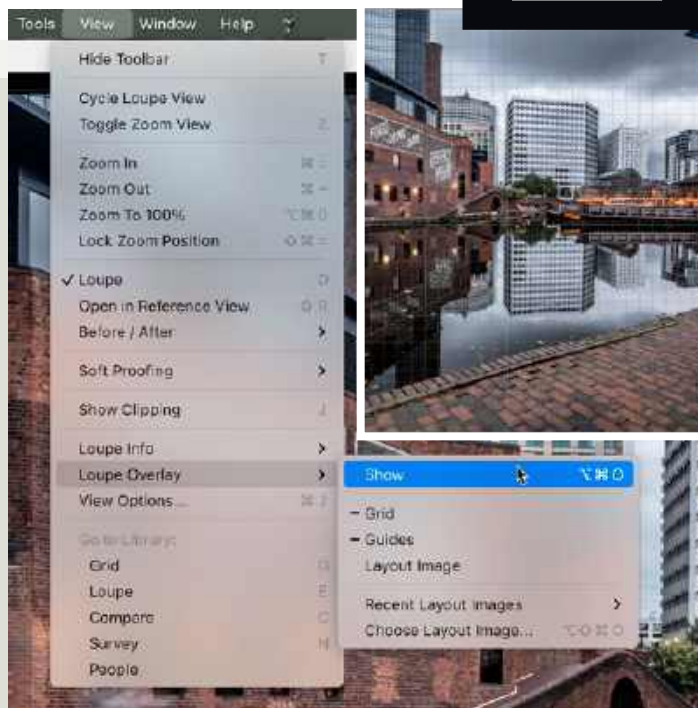 Tools View Window Help
Hide Toolbar T
Cycle Loupe View
Toggle Zoom View Z
Zoom In ⌘ =
Zoom Out ⌘ -
Zoom To 100% ⌥ ⌘ 0
Lock Zoom Position ⇧ ⌘ =
✓ Loupe D
Open in Reference View ⇧ R
Before / After >
Soft Proofing >
Show Clipping J
Loupe Info >
Loupe Overlay >
View Options... ⌘ J
Go to Library:
Grid G
Loupe E
Compare C
Survey N
People
Show ⌥ ⌘ O
– Grid
– Guides
Layout Image
Recent Layout Images >
Choose Layout Image... ⌥ ⇧ ⌘ O